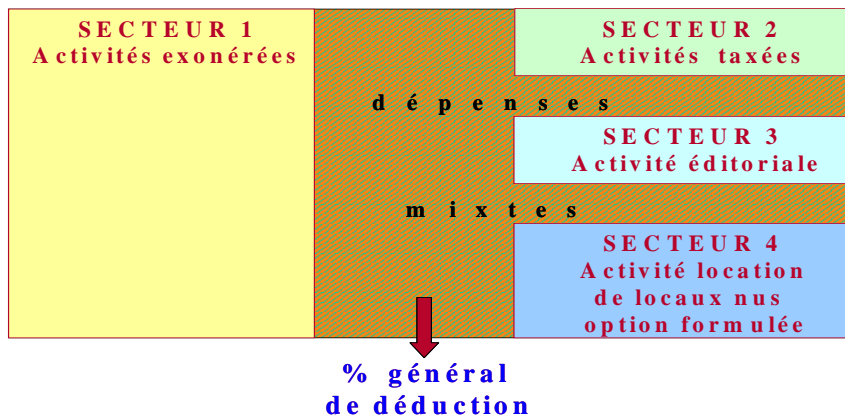 SECTEUR 1
Activités exonérées
SECTEUR 2
Activités taxées
dépenses
SECTEUR 3
Activité éditoriale
mixtes
SECTEUR 4
Activité location
de locaux nus
option formulée
% général
de déduction